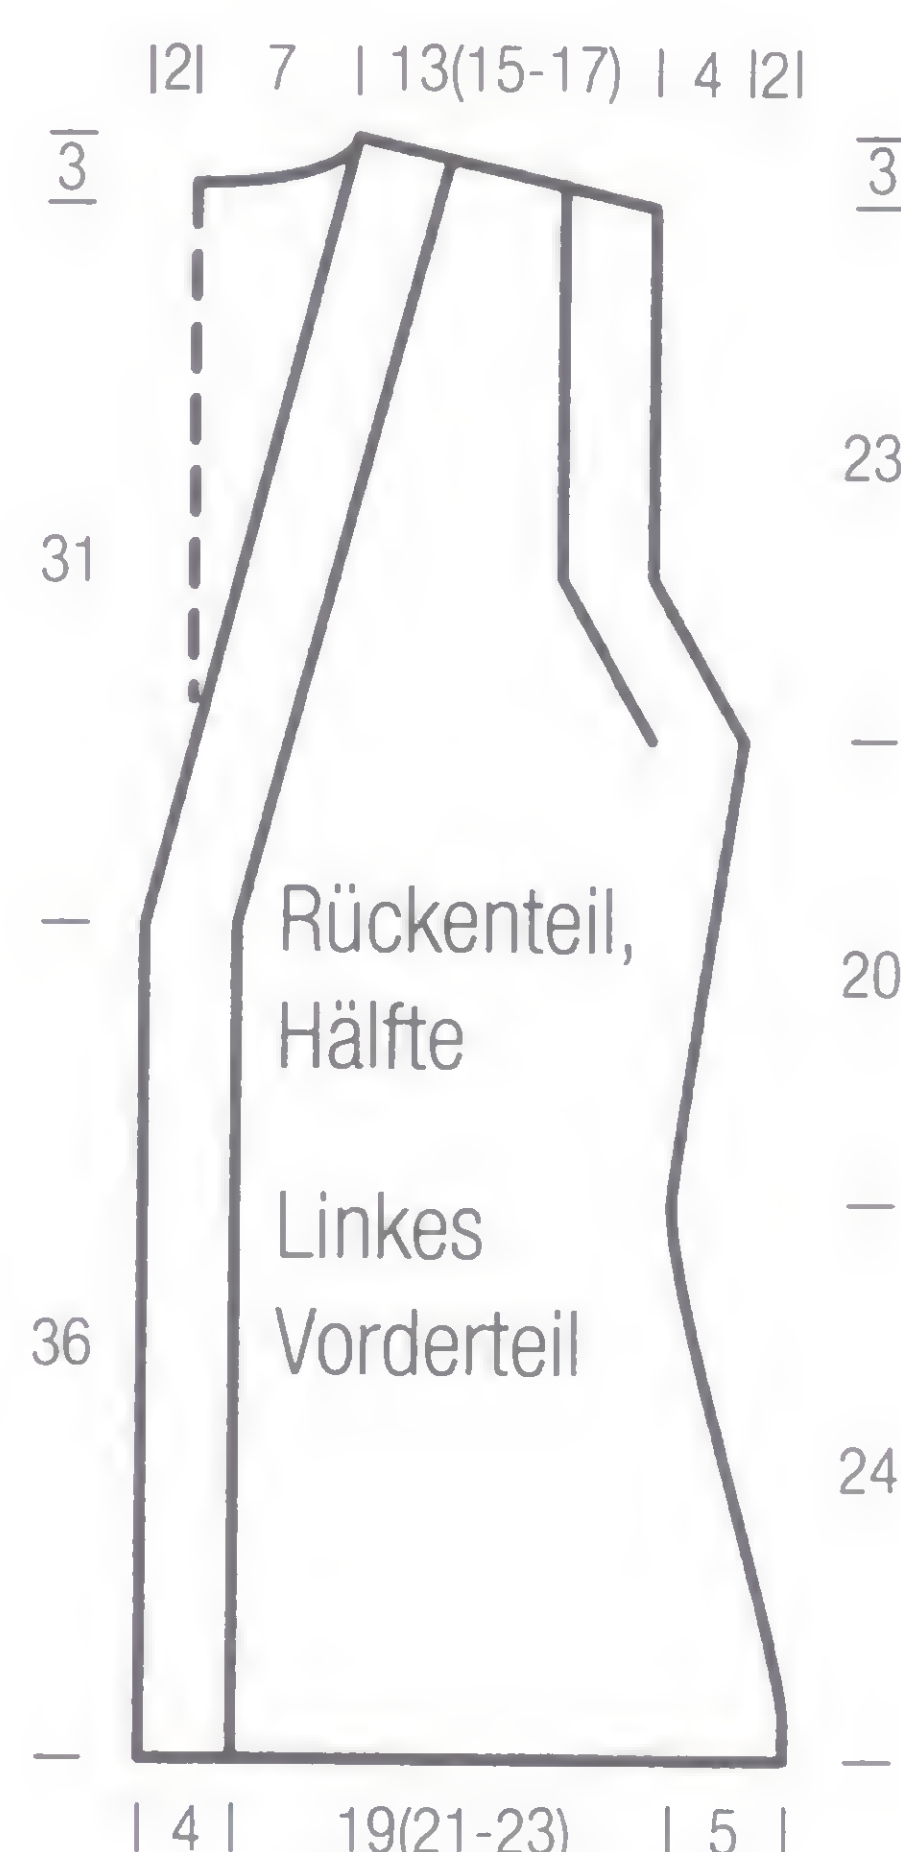 |2| 7 | 13(15-17) | 4 |2|
3
3
23
31
Rückenteil,
20
Hälfte
Linkes
36
Vorderteil
24
| 4 | 19(21-23) | 5 |